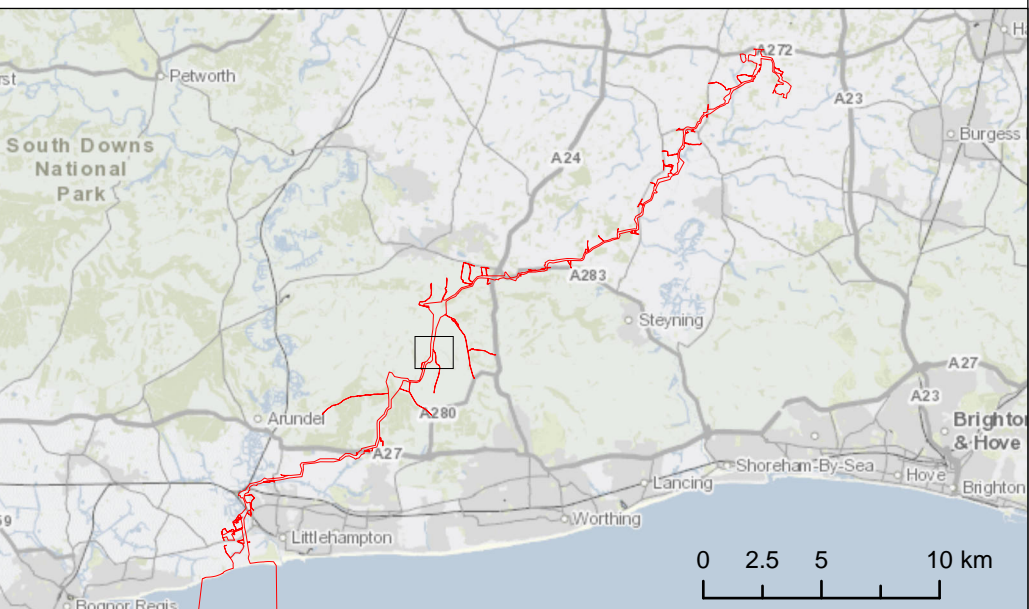 A272
Petworth
A23
Burgess
South Downs
National
Park
A24
A283
Steyning
A27
A23
Arundel
A280
Brighton
& Hove
A27
Shoreham-By-Sea
Hove
Lancing
Brighton
Worthing
Littlehampton
0 2.5 5 10 km
Bognor Regis